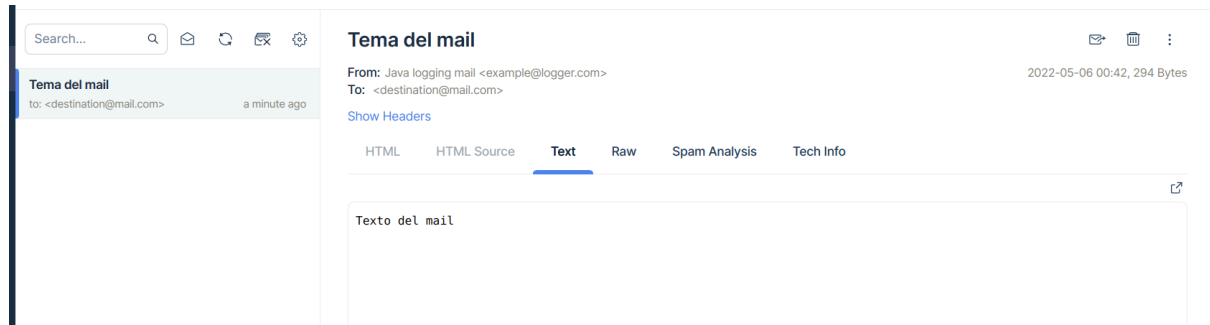 Search...
Tema del mail
to: <destination@mail.com> a minute ago
Tema del mail
From: Java logging mail <example@logger.com> 2022-05-06 00:42, 294 Bytes
To: <destination@mail.com>
Show Headers
HTML HTML Source Text Raw Spam Analysis Tech Info
Texto del mail